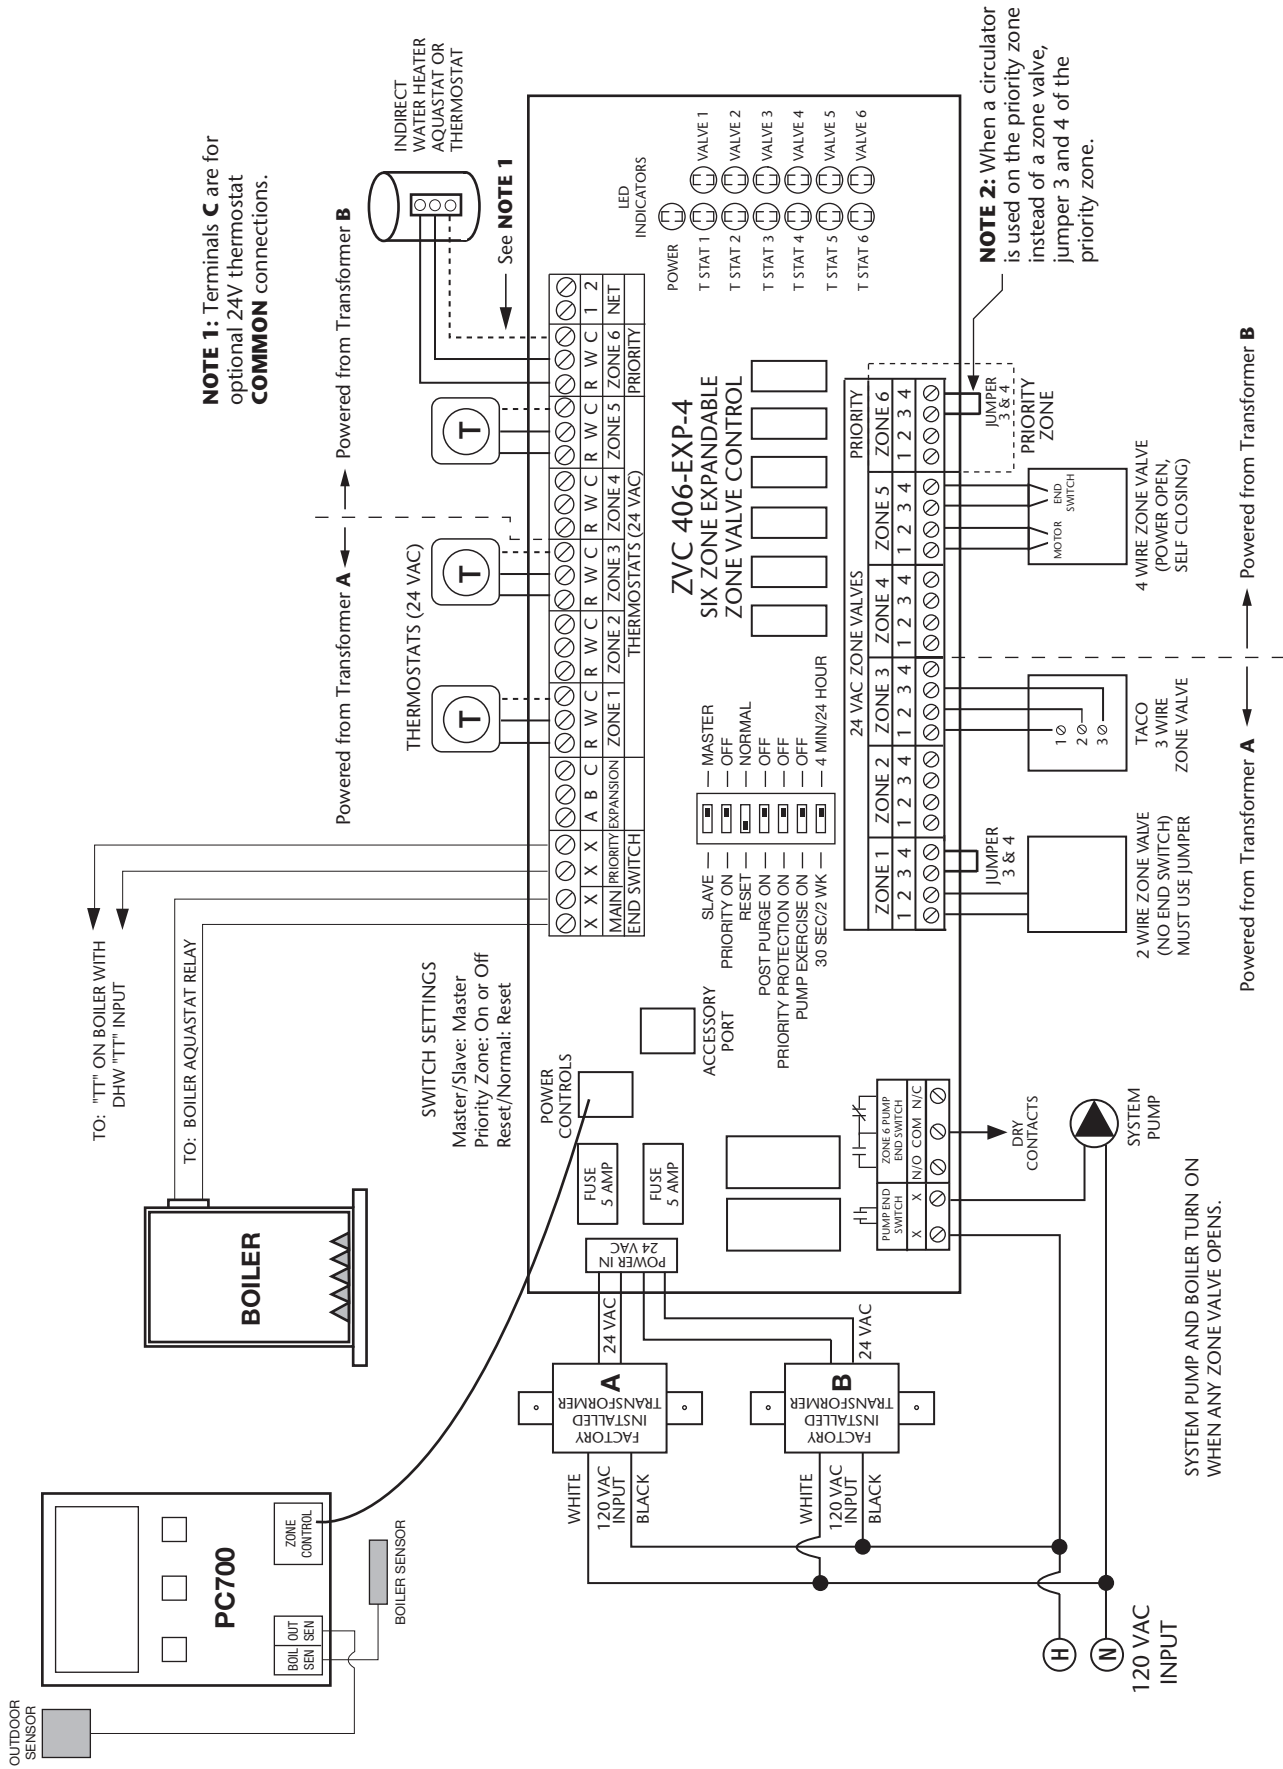 OUTDOOR
SENSOR
PC700
BOIL
SEN
OUT
SEN
ZONE
CONTROL
BOILER SENSOR
BOILER
TO: "TT" ON BOILER WITH
DHW "TT" INPUT
TO: BOILER AQUASTAT RELAY
SWITCH SETTINGS
Master/Slave: Master
Priority Zone: On or Off
Reset/Normal: Reset
NOTE 1: Terminals C are for
optional 24V thermostat
COMMON connections.
Powered from Transformer A
Powered from Transformer B
THERMOSTATS (24 VAC)
T
T
T
INDIRECT
WATER HEATER
AQUASTAT OR
THERMOSTAT
See NOTE 1
X X X X A B C R W C R W C R W C R W C R W C R W C 1 2
MAIN PRIORITY EXPANSION ZONE 1 ZONE 2 ZONE 3 ZONE 4 ZONE 5 ZONE 6 NET
END SWITCH THERMOSTATS (24 VAC) PRIORITY
LED
INDICATORS
POWER
T STAT 1 VALVE 1
T STAT 2 VALVE 2
T STAT 3 VALVE 3
T STAT 4 VALVE 4
T STAT 5 VALVE 5
T STAT 6 VALVE 6
ZVC 406-EXP-4
SIX ZONE EXPANDABLE
ZONE VALVE CONTROL
SLAVE MASTER
PRIORITY ON OFF
RESET NORMAL
POST PURGE ON OFF
PRIORITY PROTECTION ON OFF
PUMP EXERCISE ON OFF
30 SEC/2 WK 4 MIN/24 HOUR
ACCESSORY
PORT
POWER
CONTROLS
FUSE
5 AMP
FUSE
5 AMP
POWER IN
24 VAC
24 VAC
24 VAC
A
FACTORY
INSTALLED
TRANSFORMER
B
FACTORY
INSTALLED
TRANSFORMER
WHITE
120 VAC
INPUT
BLACK
WHITE
120 VAC
INPUT
BLACK
PUMP END
SWITCH
X X
ZONE 6 PUMP
END SWITCH
N/O COM N/C
DRY
CONTACTS
SYSTEM
PUMP
24 VAC ZONE VALVES PRIORITY
ZONE 1 ZONE 2 ZONE 3 ZONE 4 ZONE 5 ZONE 6
1 2 3 4 1 2 3 4 1 2 3 4 1 2 3 4 1 2 3 4 1 2 3 4
JUMPER
3 & 4
JUMPER
3 & 4
PRIORITY
ZONE
2 WIRE ZONE VALVE
(NO END SWITCH)
MUST USE JUMPER
1
2
3
TACO
3 WIRE
ZONE VALVE
MOTOR
END
SWITCH
4 WIRE ZONE VALVE
(POWER OPEN,
SELF CLOSING)
NOTE 2: When a circulator
is used on the priority zone
instead of a zone valve,
jumper 3 and 4 of the
priority zone.
Powered from Transformer A
Powered from Transformer B
H
N
120 VAC
INPUT
SYSTEM PUMP AND BOILER TURN ON
WHEN ANY ZONE VALVE OPENS.